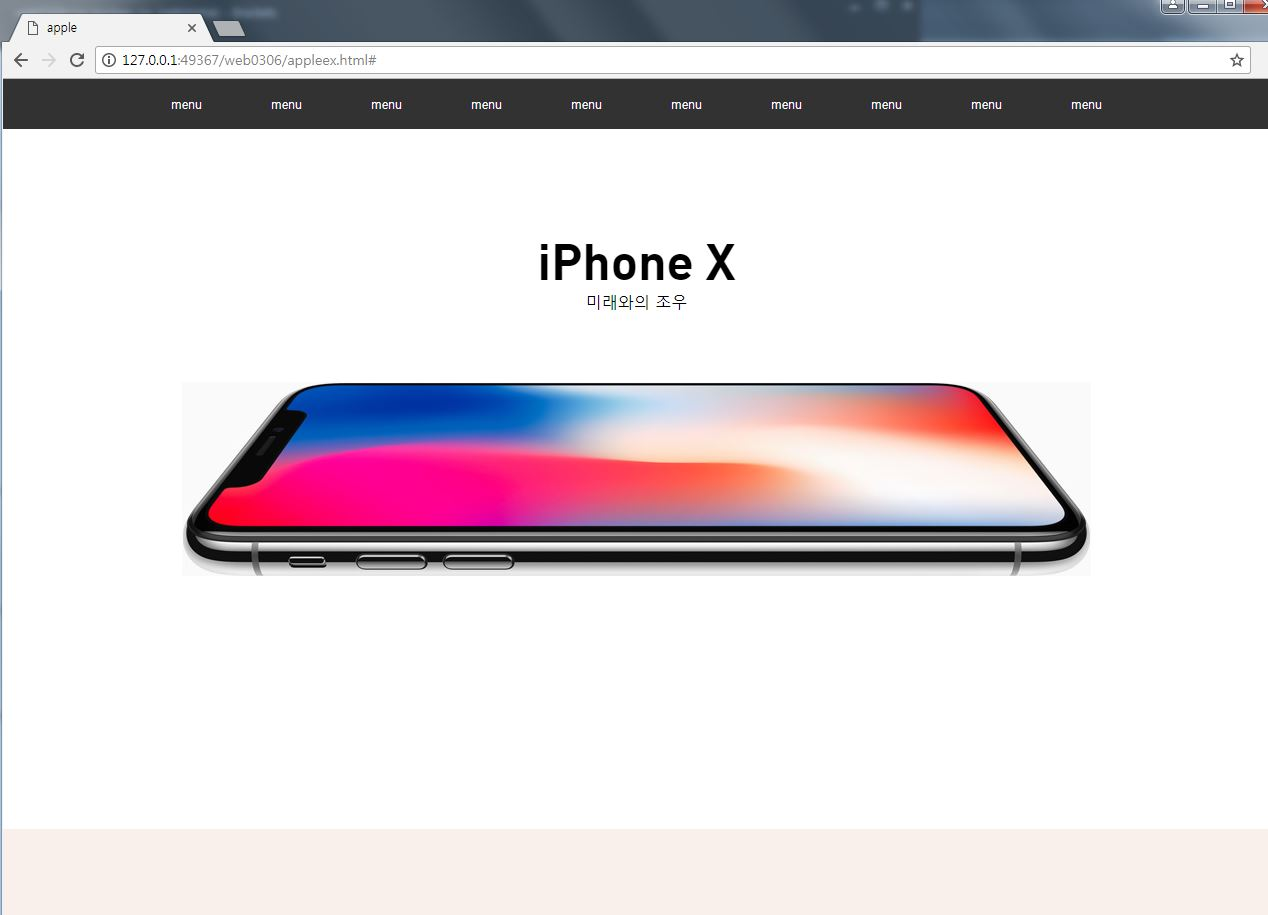 apple
127.0.0.1:49367/web0306/appleex.html#
menu menu menu menu menu menu menu menu menu menu
iPhone X
미래와의 조우